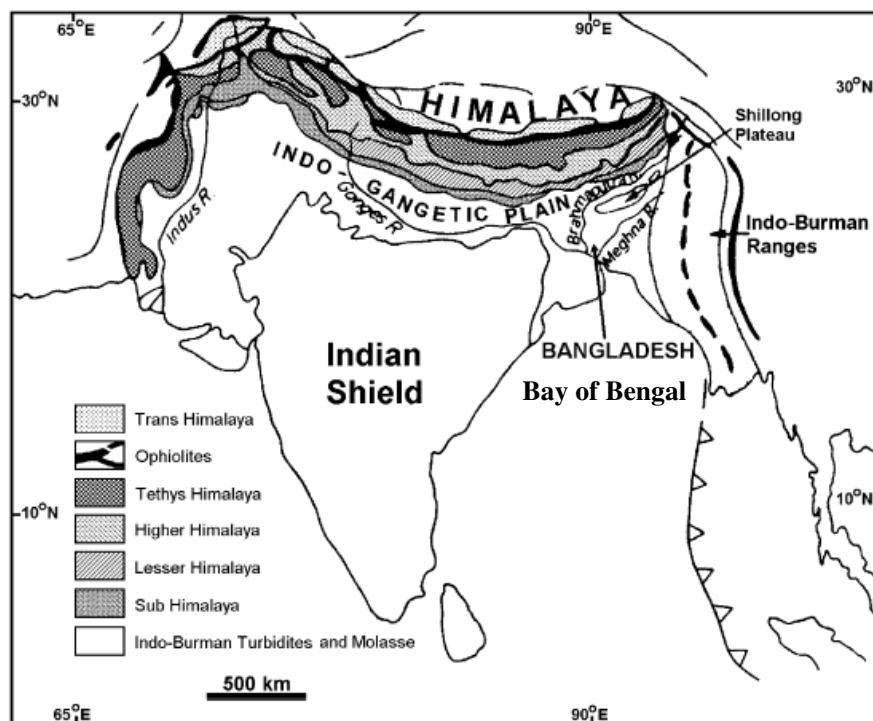 65°E
90°E
30°N
30°N
HIMALAYA
Shillong
Plateau
INDO-
GANGETIC PLAIN
Indus R.
Ganges R
Brahmaputra R.
Meghna R.
Indo-Burman
Ranges
BANGLADESH
Indian
Shield
Bay of Bengal
Trans Himalaya
Ophiolites
Tethys Himalaya
Higher Himalaya
Lesser Himalaya
Sub Himalaya
Indo-Burman Turbidites and Molasse
10°N
10°N
500 km
65°E
90°E